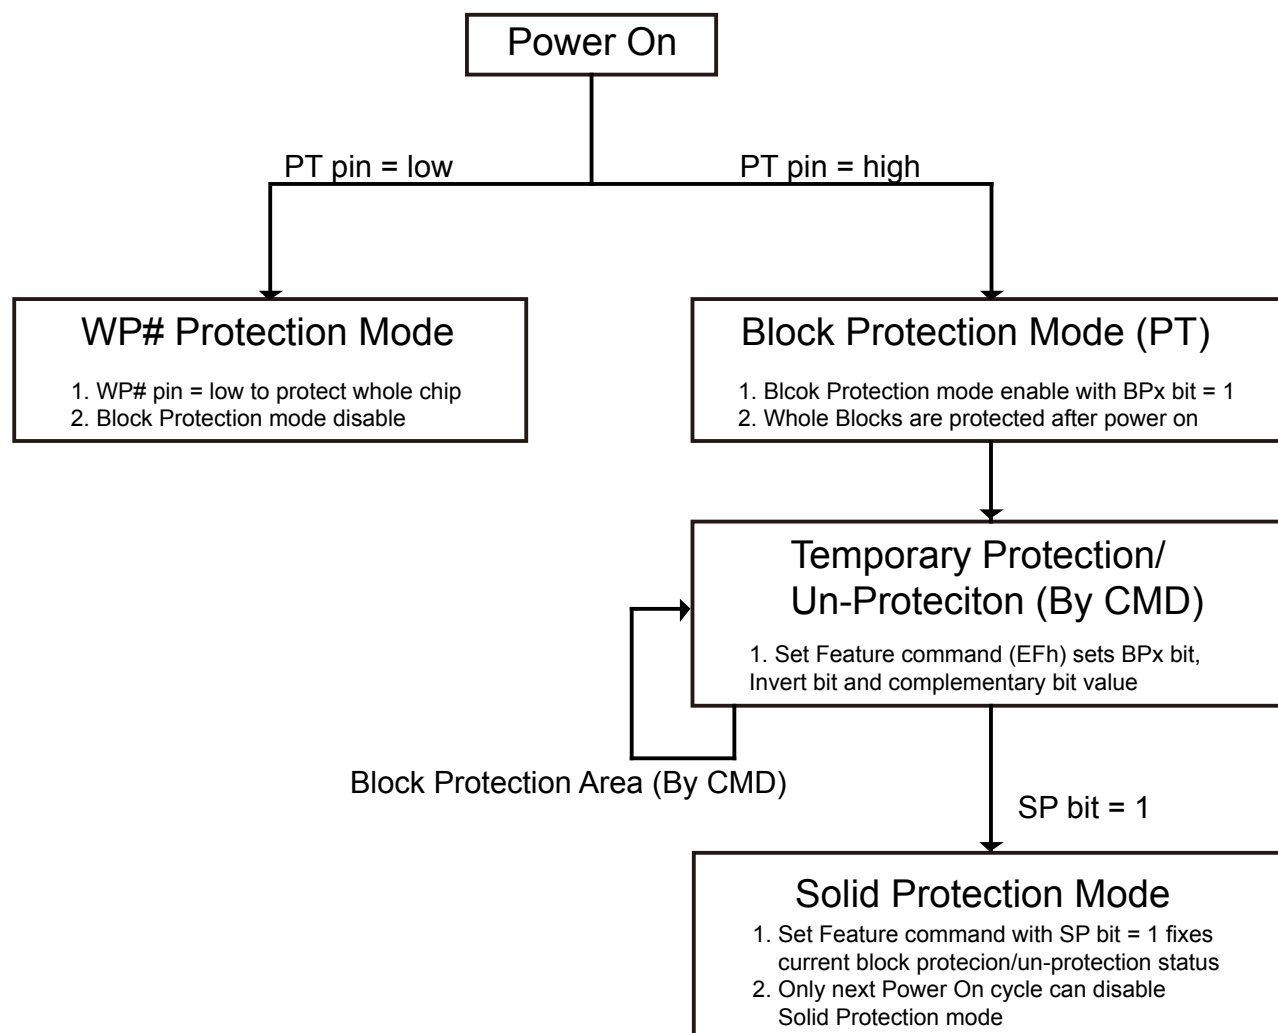 Power On
PT pin = low
PT pin = high
WP# Protection Mode
1. WP# pin = low to protect whole chip
2. Block Protection mode disable
Block Protection Mode (PT)
1. Blcok Protection mode enable with BPx bit = 1
2. Whole Blocks are protected after power on
Temporary Protection/
Un-Proteciton (By CMD)
1. Set Feature command (EFh) sets BPx bit,
Invert bit and complementary bit value
Block Protection Area (By CMD)
SP bit = 1
Solid Protection Mode
1. Set Feature command with SP bit = 1 fixes
current block protecion/un-protection status
2. Only next Power On cycle can disable
Solid Protection mode